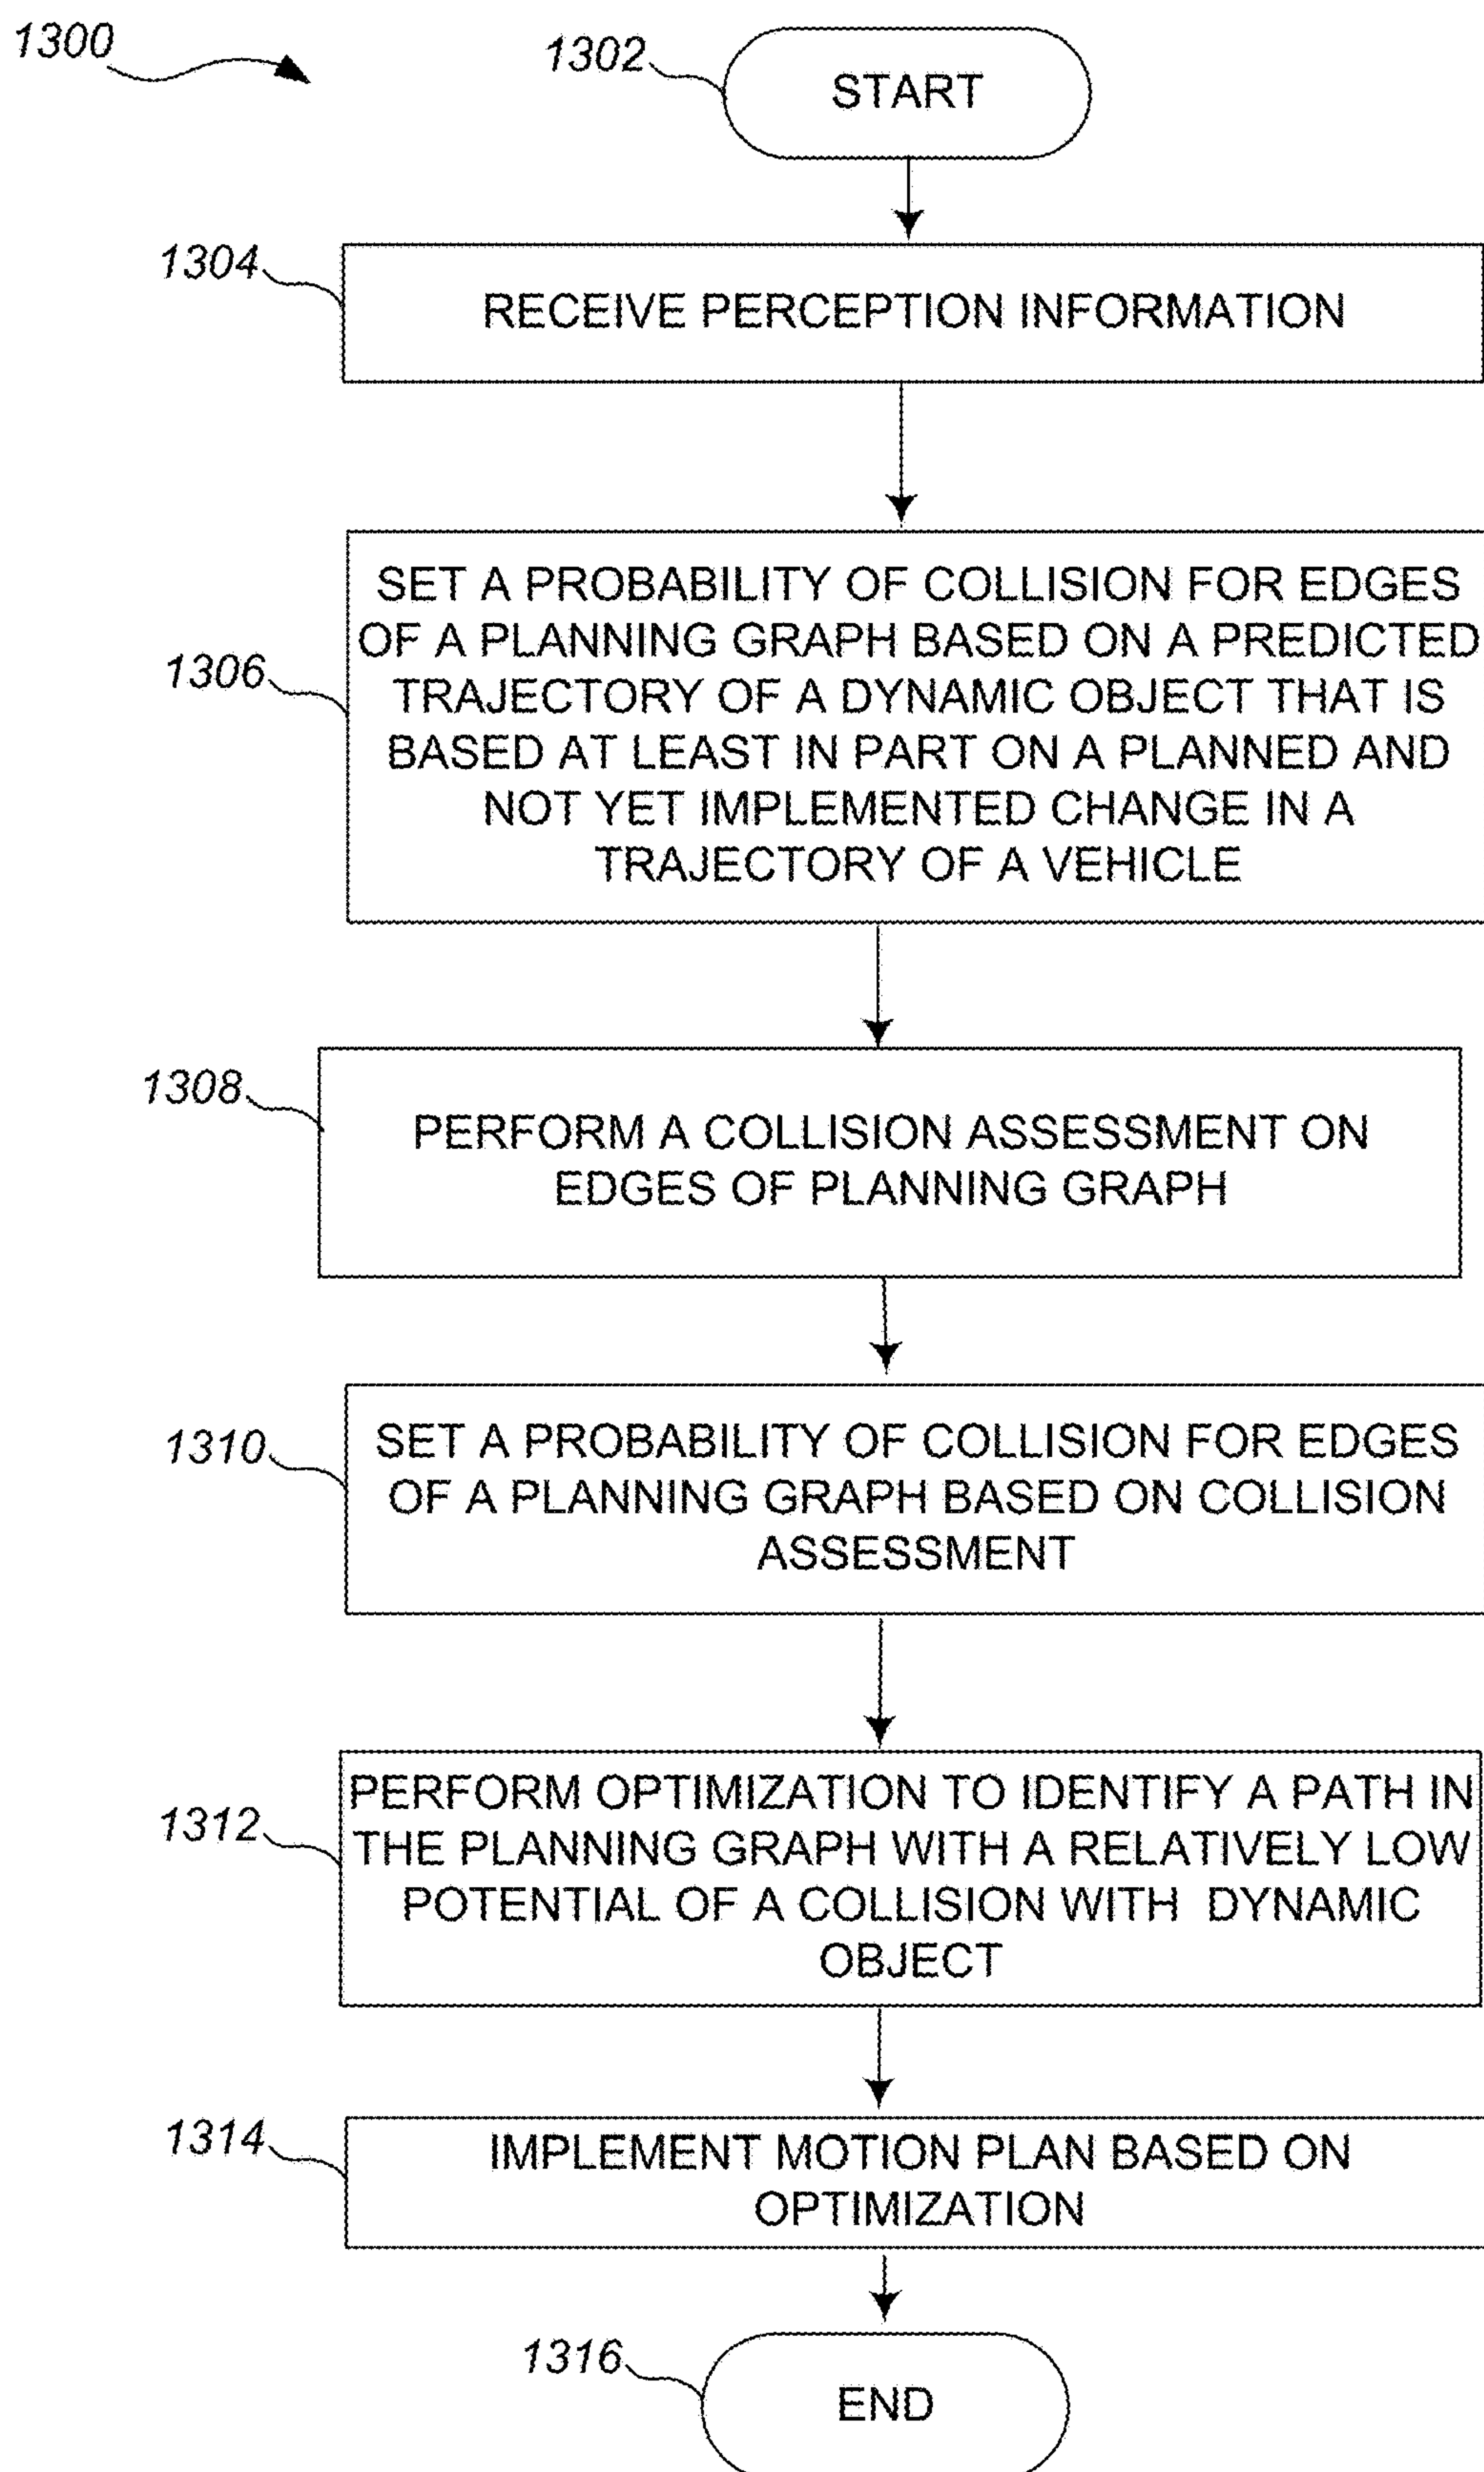 1300
1302
START
1304
RECEIVE PERCEPTION INFORMATION
1306
SET A PROBABILITY OF COLLISION FOR EDGES
OF A PLANNING GRAPH BASED ON A PREDICTED
TRAJECTORY OF A DYNAMIC OBJECT THAT IS
BASED AT LEAST IN PART ON A PLANNED AND
NOT YET IMPLEMENTED CHANGE IN A
TRAJECTORY OF A VEHICLE
1308
PERFORM A COLLISION ASSESSMENT ON
EDGES OF PLANNING GRAPH
1310
SET A PROBABILITY OF COLLISION FOR EDGES
OF A PLANNING GRAPH BASED ON COLLISION
ASSESSMENT
1312
PERFORM OPTIMIZATION TO IDENTIFY A PATH IN
THE PLANNING GRAPH WITH A RELATIVELY LOW
POTENTIAL OF A COLLISION WITH DYNAMIC
OBJECT
1314
IMPLEMENT MOTION PLAN BASED ON
OPTIMIZATION
1316
END